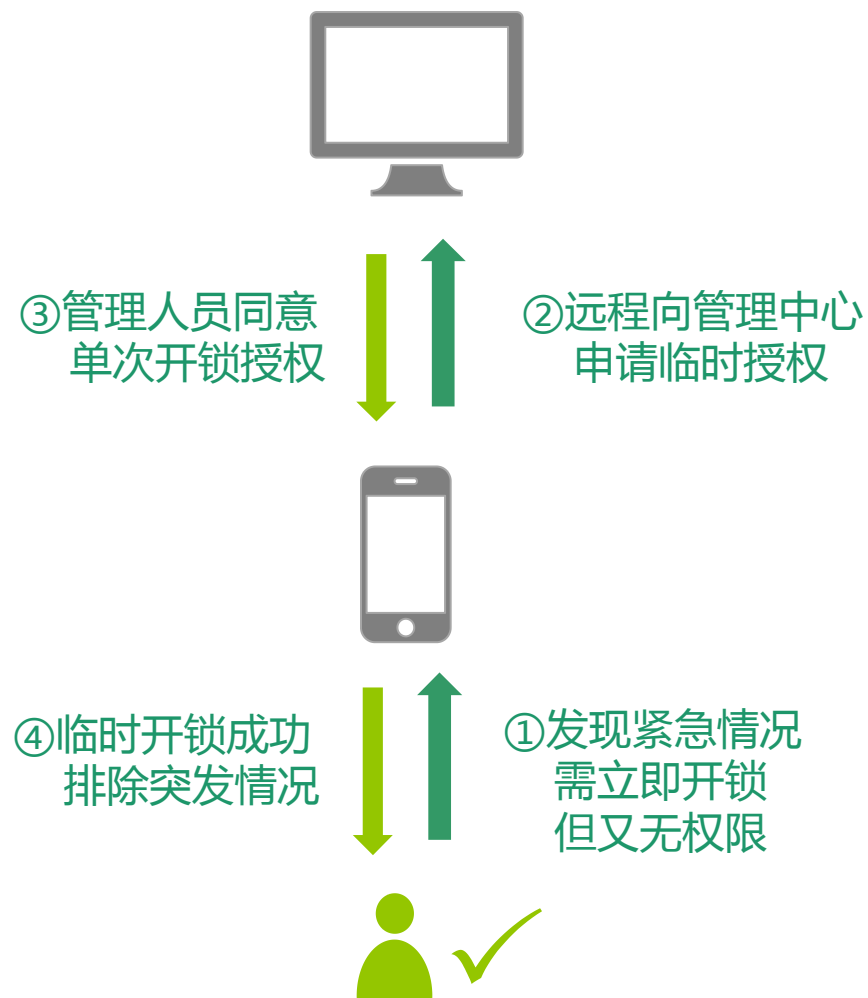 ③管理人员同意
单次开锁授权
②远程向管理中心
申请临时授权
④临时开锁成功
排除突发情况
①发现紧急情况
需立即开锁
但又无权限